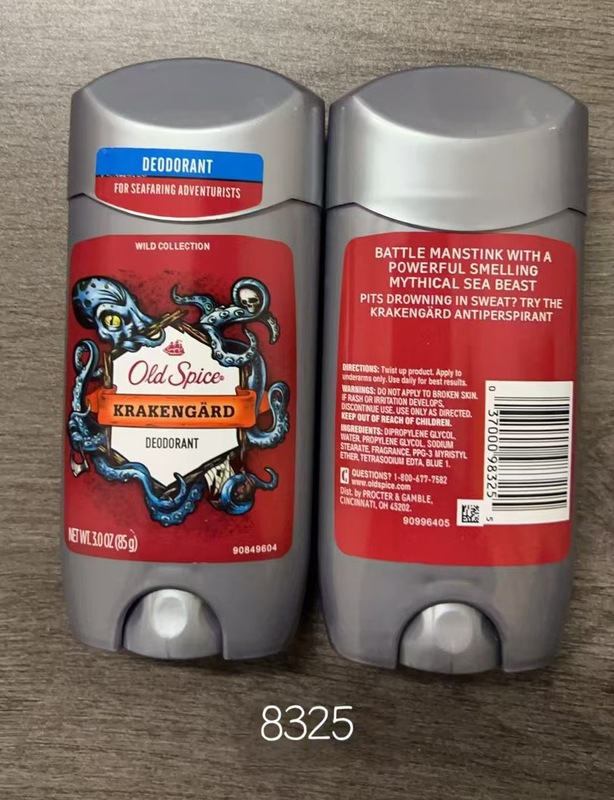 DEODORANT
FOR SEAFARING ADVENTURISTS
WILD COLLECTION
Old Spice
KRAKENGÄRD
DEODORANT
NET WT. 3.0 OZ (85g)
90849604
BATTLE MANSTINK WITH A
POWERFUL SMELLING
MYTHICAL SEA BEAST
PITS DROWNING IN SWEAT? TRY THE
KRAKENGÄRD ANTIPERSPIRANT
DIRECTIONS: Twist up product. Apply to
underarms only. Use daily for best results.
WARNINGS: DO NOT APPLY TO BROKEN SKIN.
IF RASH OR IRRITATION DEVELOPS,
DISCONTINUE USE. USE ONLY AS DIRECTED.
KEEP OUT OF REACH OF CHILDREN.
INGREDIENTS: DIPROPYLENE GLYCOL,
WATER, PROPYLENE GLYCOL, SODIUM
STEARATE, FRAGRANCE, PPG-3 MYRISTYL
ETHER, TETRASODIUM EDTA, BLUE 1.
QUESTIONS? 1-800-677-7582
www.oldspice.com
Dist. by PROCTER & GAMBLE,
CINCINNATI, OH 45202.
90996405
0 37000 98325 5
8325